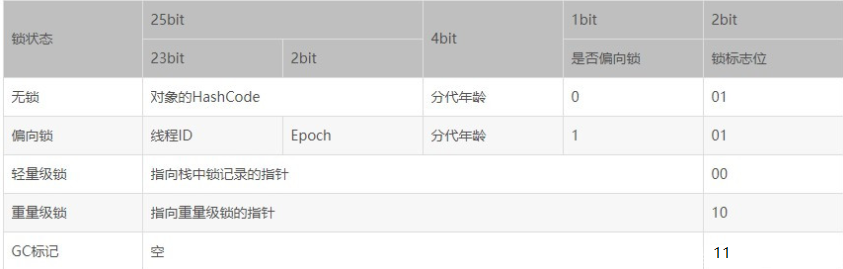 锁状态 25bit 4bit 1bit 2bit
23bit 2bit 是否偏向锁 锁标志位
无锁 对象的HashCode 分代年龄 0 01
偏向锁 线程ID Epoch 分代年龄 1 01
轻量级锁 指向栈中锁记录的指针 00
重量级锁 指向重量级锁的指针 10
GC标记 空 11